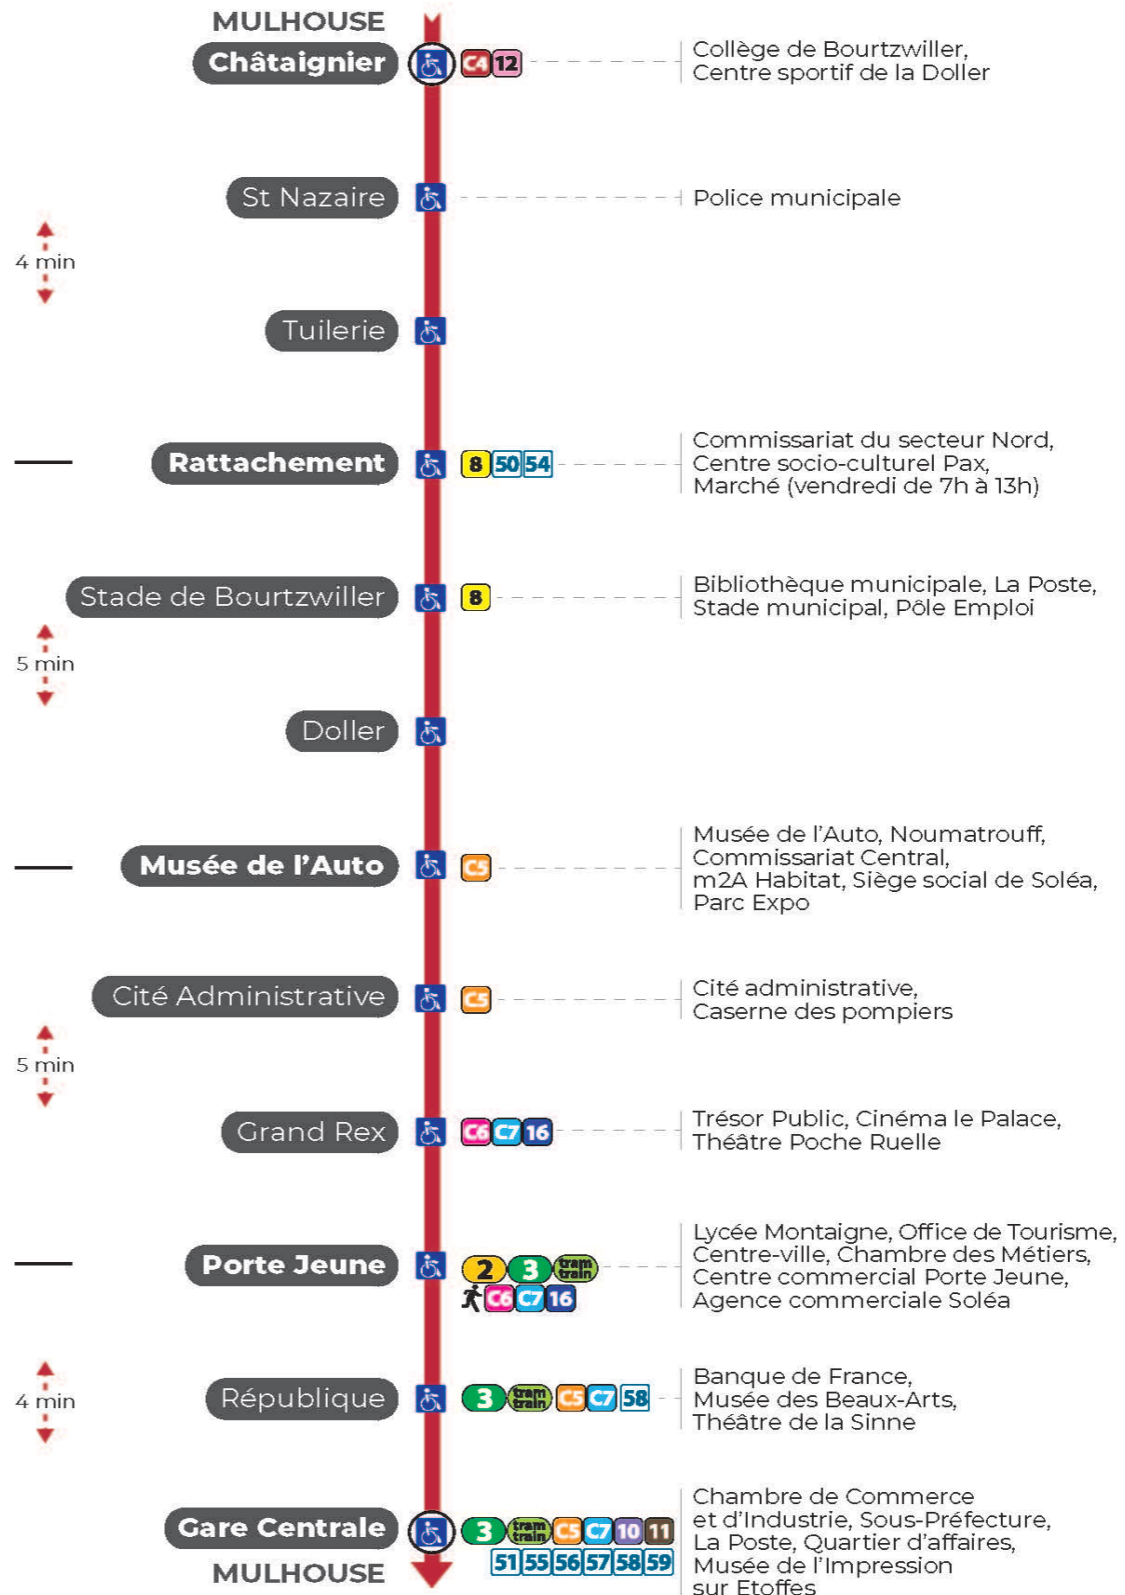 MULHOUSE
Châtaignier C4 12
Collège de Bourtzwiller,
Centre sportif de la Doller
St Nazaire
Police municipale
4 min
Tuilerie
Rattachement 8 50 54
Commissariat du secteur Nord,
Centre socio-culturel Pax,
Marché (vendredi de 7h à 13h)
Stade de Bourtzwiller 8
Bibliothèque municipale, La Poste,
Stade municipal, Pôle Emploi
5 min
Doller
Musée de l'Auto C5
Musée de l'Auto, Noumatrouff,
Commissariat Central,
m2A Habitat, Siège social de Soléa,
Parc Expo
Cité Administrative C5
Cité administrative,
Caserne des pompiers
5 min
Grand Rex C6 C7 16
Trésor Public, Cinéma le Palace,
Théâtre Poche Ruelle
Porte Jeune 2 3 tram train
C6 C7 16
Lycée Montaigne, Office de Tourisme,
Centre-ville, Chambre des Métiers,
Centre commercial Porte Jeune,
Agence commerciale Soléa
4 min
République 3 tram train C5 C7 58
Banque de France,
Musée des Beaux-Arts,
Théâtre de la Sinne
Gare Centrale 3 tram train C5 C7 10 11
51 55 56 57 58 59
MULHOUSE
Chambre de Commerce
et d'Industrie, Sous-Préfecture,
La Poste, Quartier d'affaires,
Musée de l'Impression
sur Etoffes